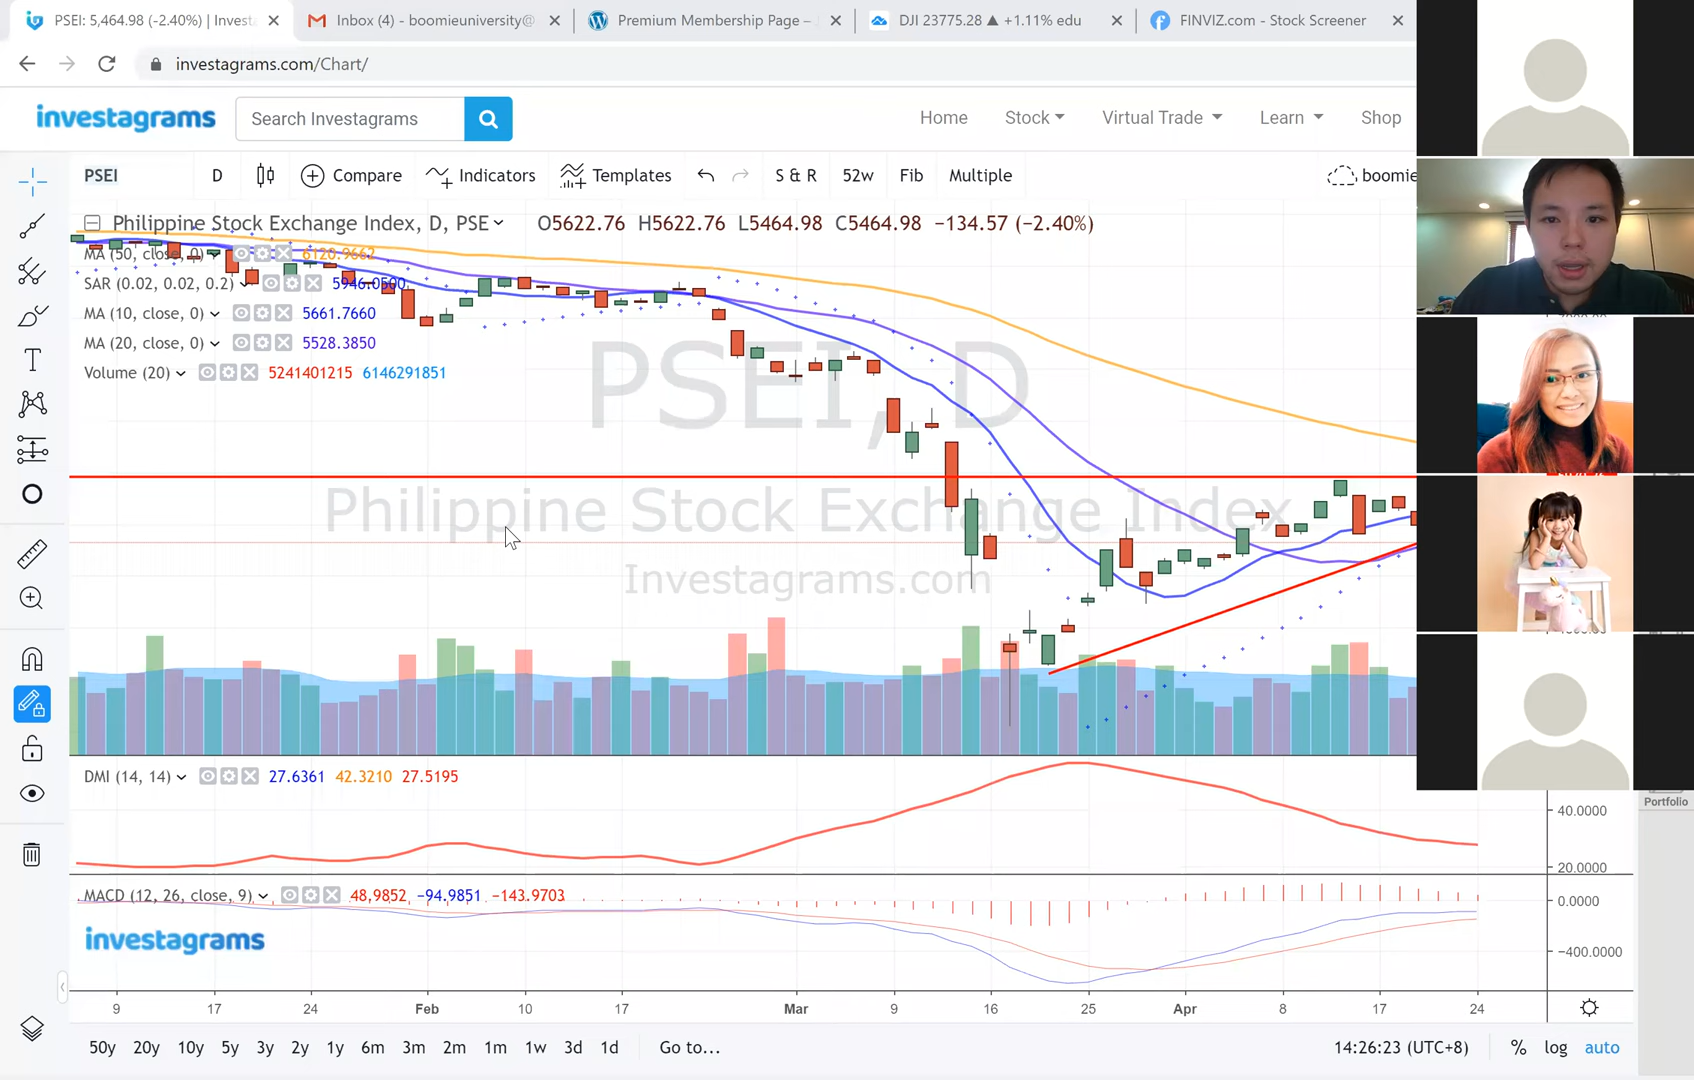 PSEI: 5,464.98 (-2.40%) | Investa
Inbox (4) - boomieuniversity@
Premium Membership Page –
DJI 23775.28 ▲ +1.11% edu
FINVIZ.com - Stock Screener
investagrams.com/Chart/
investagrams
Search Investagrams
Home
Stock
Virtual Trade
Learn
Shop
PSEI
D
Compare
Indicators
Templates
S & R
52w
Fib
Multiple
boomie
Philippine Stock Exchange Index, D, PSE
O5622.76 H5622.76 L5464.98 C5464.98 −134.57 (−2.40%)
MA (50, close, 0) 6120.9662
SAR (0.02, 0.02, 0.2) 5946.0500
MA (10, close, 0) 5661.7660
MA (20, close, 0) 5528.3850
Volume (20) 5241401215 6146291851
PSEI, D
Philippine Stock Exchange Index
Investagrams.com
DMI (14, 14) 27.6361 42.3210 27.5195
Portfolio
40.0000
20.0000
MACD (12, 26, close, 9) 48.9852 −94.9851 −143.9703
0.0000
−400.0000
investagrams
9 17 24 Feb 10 17 Mar 9 16 25 Apr 8 17 24
50y 20y 10y 5y 3y 2y 1y 6m 3m 2m 1m 1w 3d 1d Go to...
14:26:23 (UTC+8) % log auto